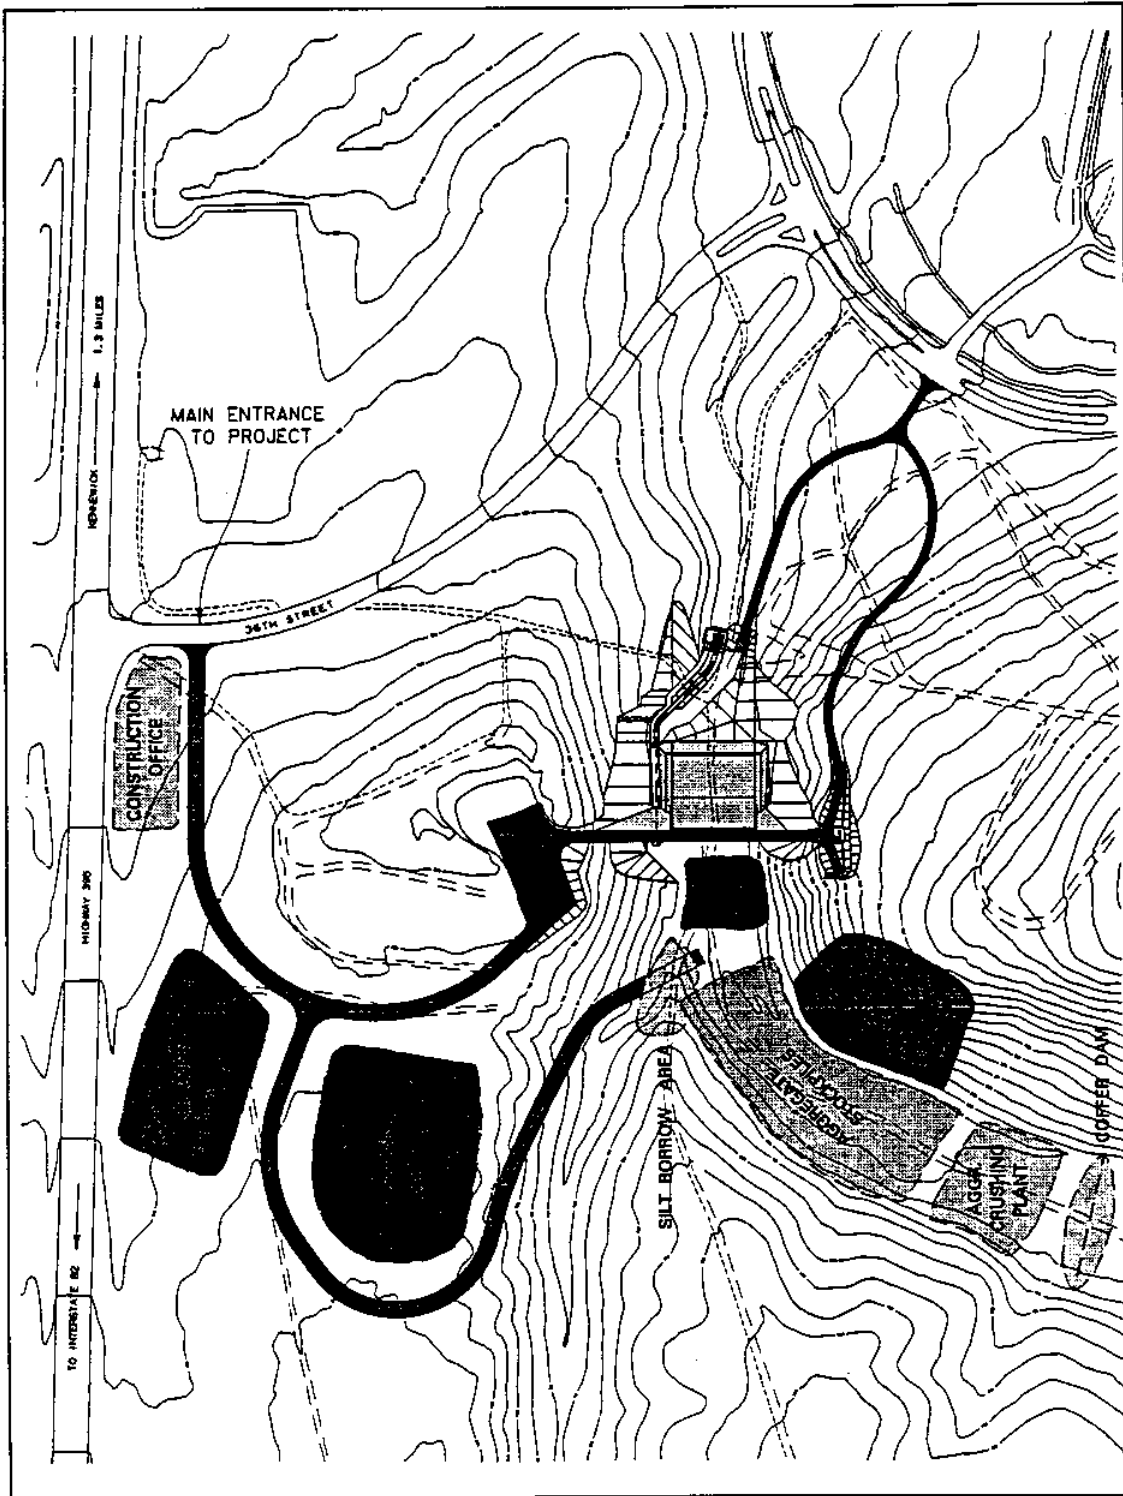 MAIN ENTRANCE
TO PROJECT
KENNEWICK
1.3 MILES
36TH STREET
CONSTRUCTION
OFFICE
HIGHWAY 395
TO INTERSTATE 82
SILT BORROW AREA
AGGREGATE
STOCKPILES
AGGR.
CRUSHING
PLANT
COFFER DAM